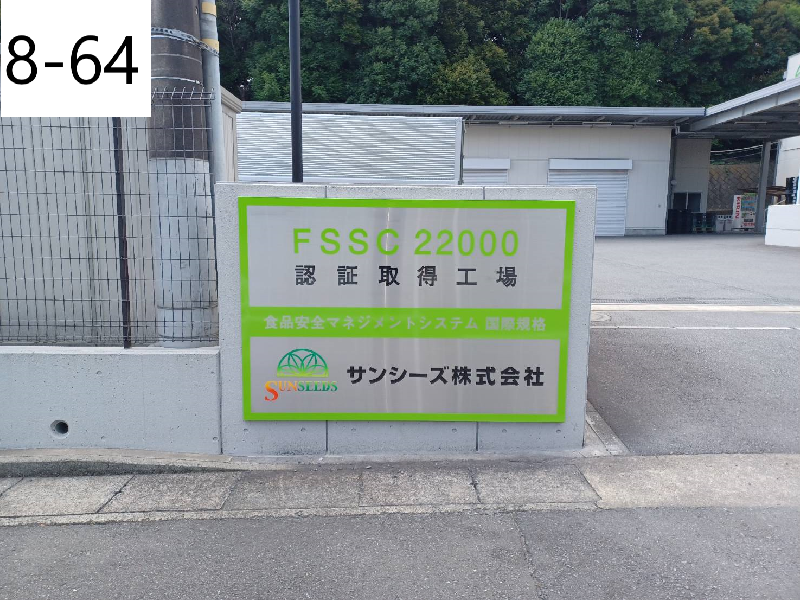 8-64
FSSC 22000
認証取得工場
食品安全マネジメントシステム 国際規格
SUNSEEDS
サンシーズ株式会社